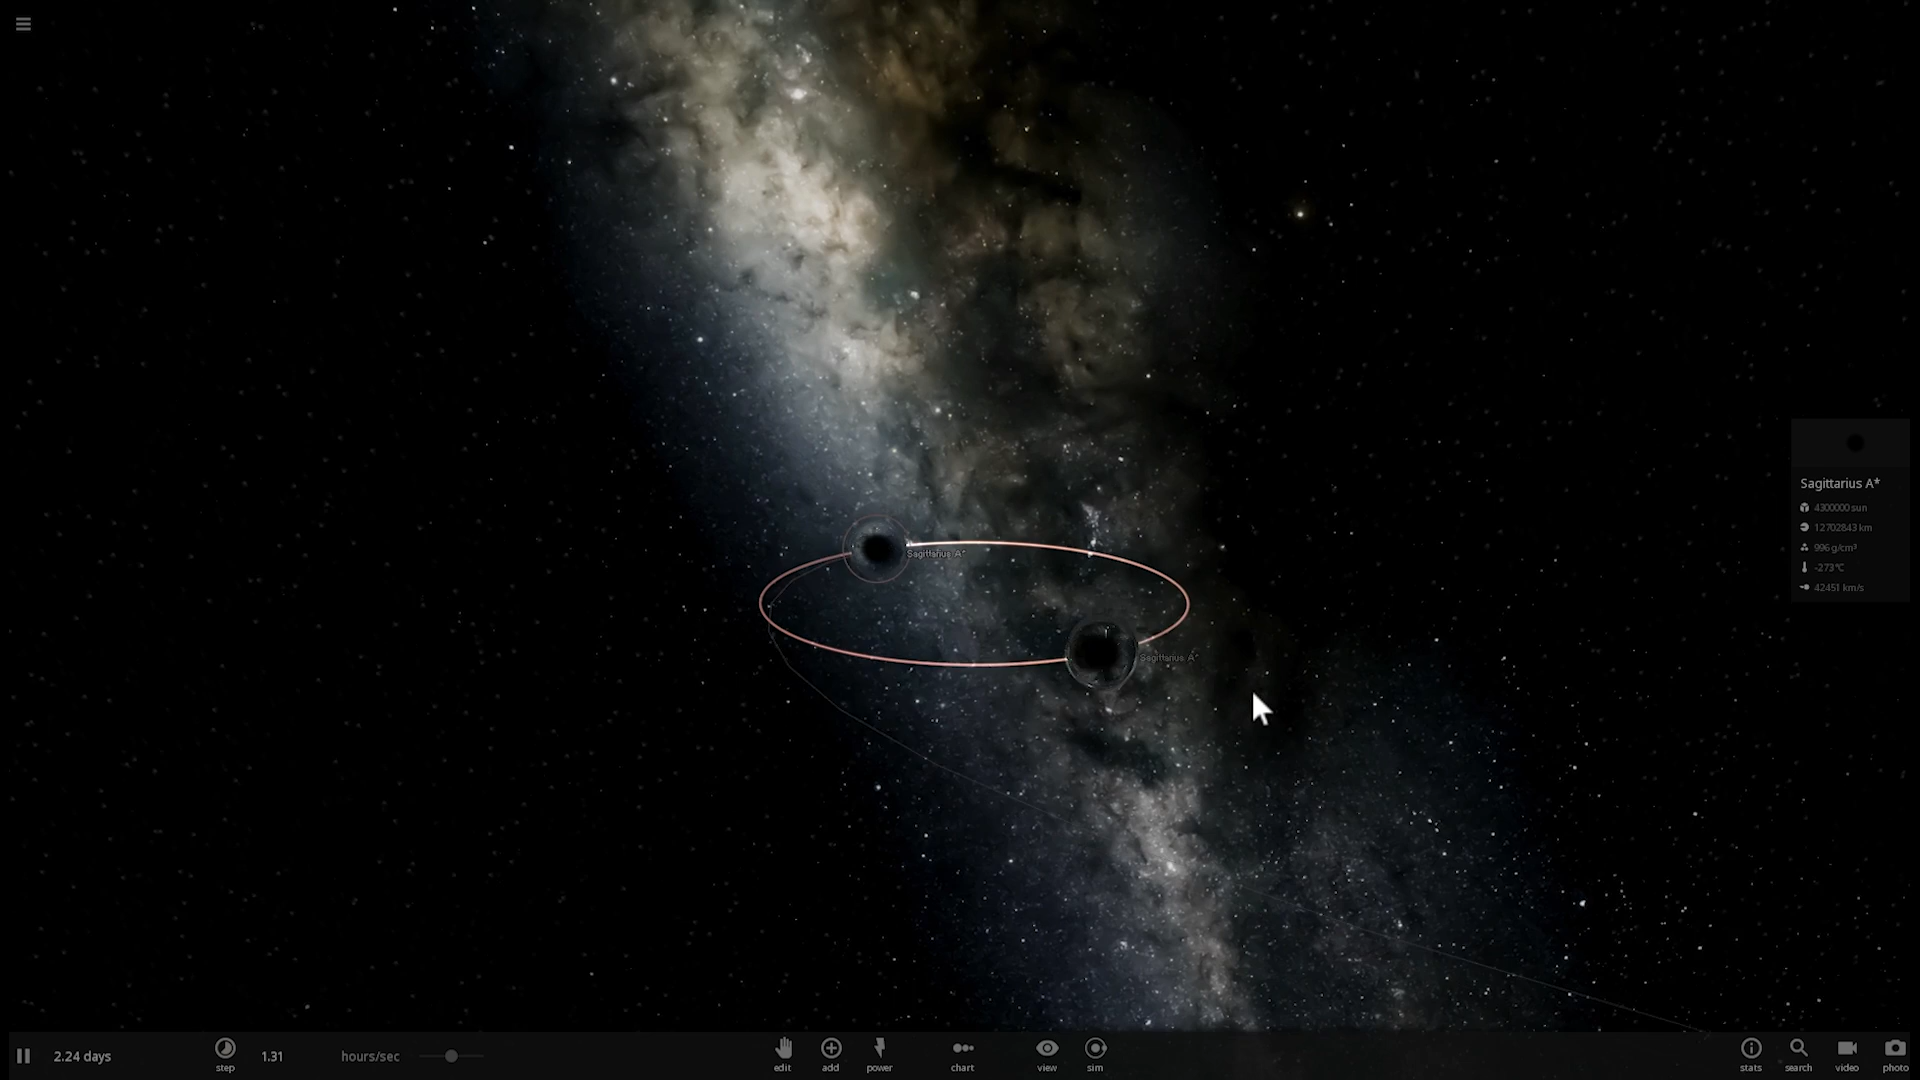 Sagittarius A*
4300000 sun
12702843 km
996 g/cm³
-273°C
42451 km/s
Sagittarius A*
Sagittarius A*
2.24 days
step
1.31
hours/sec
edit
add
power
chart
view
sim
stats
search
video
photo